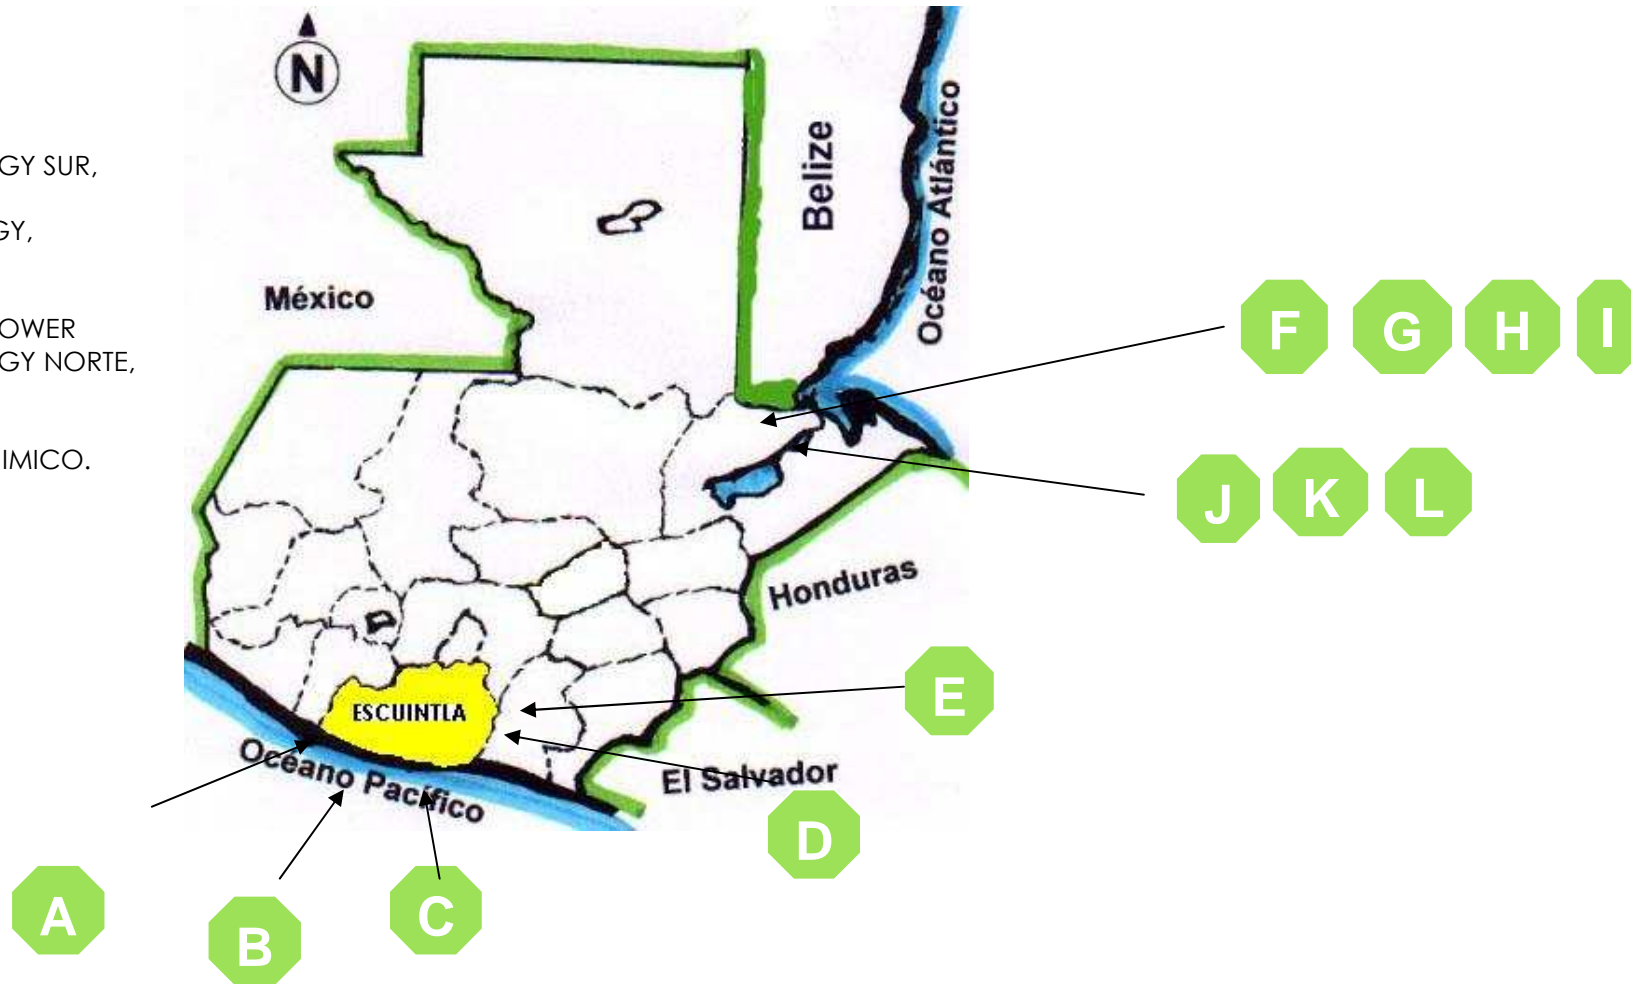 N
GY SUR,
GY,
OWER
GY NORTE,
IMICO.
México
Belize
Océano Atlántico
F G H I
J K L
Honduras
E
ESCUINTLA
Océano Pacífico
El Salvador
D
A
B
C